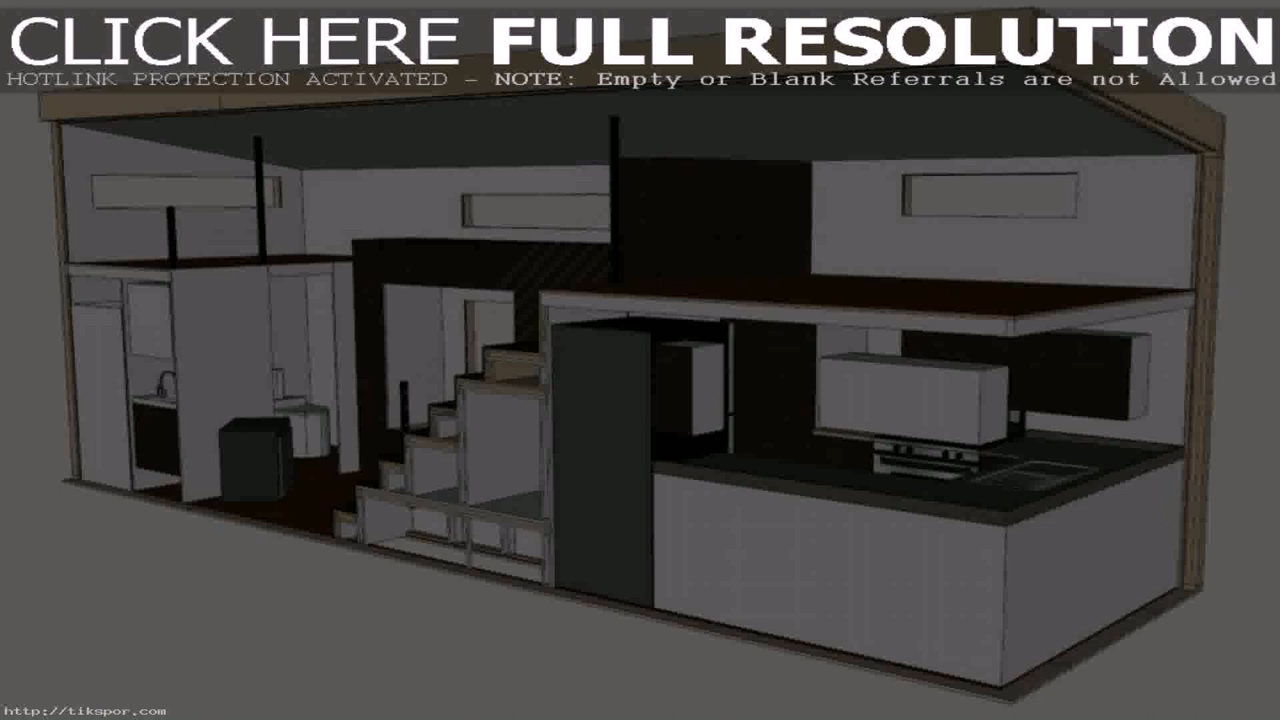 CLICK HERE FULL RESOLUTION
HOTLINK PROTECTION ACTIVATED - NOTE: Empty or Blank Referrals are not Allowed
http://tikspor.com